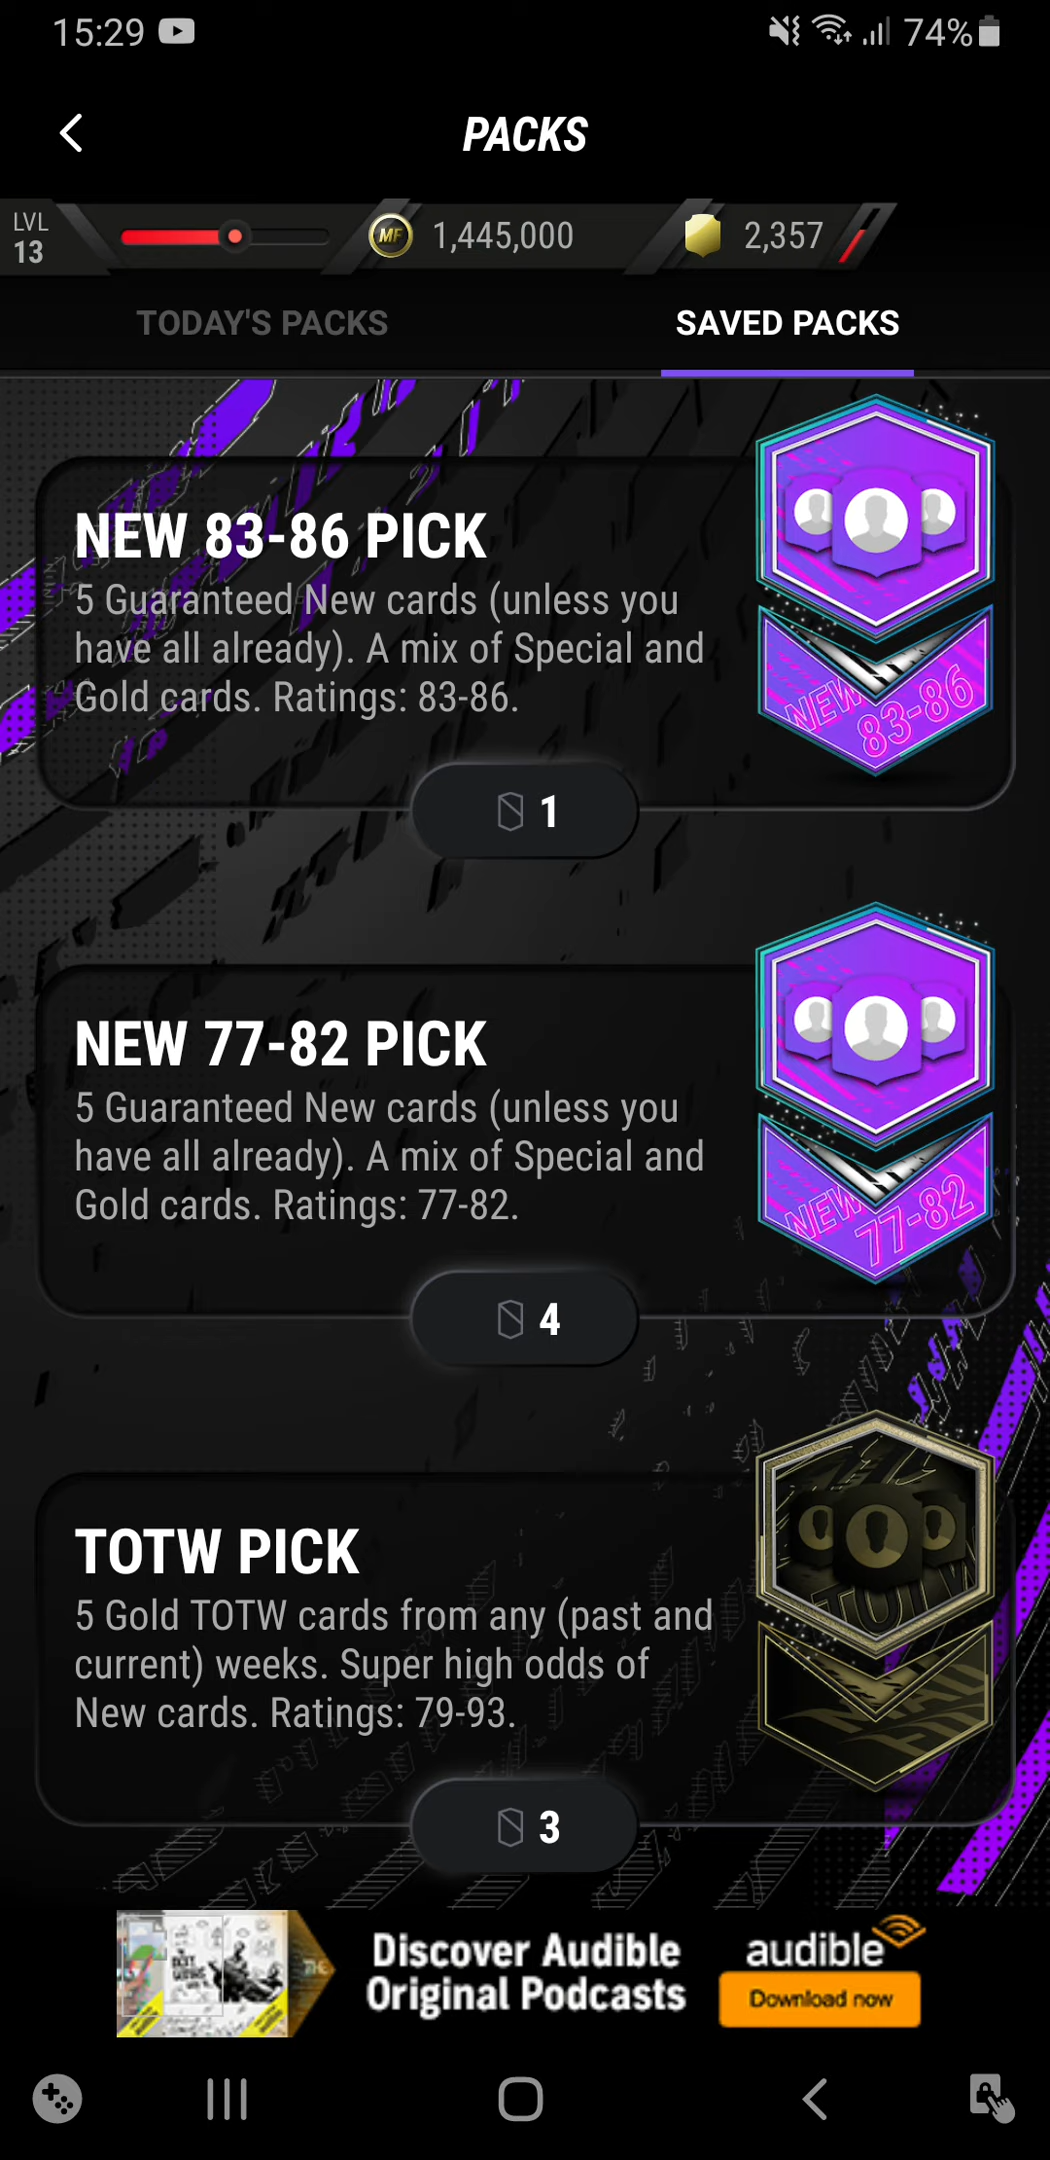 15:29
74%
PACKS
LVL
13
MF
1,445,000
2,357
TODAY'S PACKS
SAVED PACKS
NEW 83-86 PICK
5 Guaranteed New cards (unless you
have all already). A mix of Special and
Gold cards. Ratings: 83-86.
NEW
83-86
1
NEW 77-82 PICK
5 Guaranteed New cards (unless you
have all already). A mix of Special and
Gold cards. Ratings: 77-82.
NEW
77-82
4
TOTW PICK
5 Gold TOTW cards from any (past and
current) weeks. Super high odds of
New cards. Ratings: 79-93.
3
Discover Audible
Original Podcasts
audible
Download now